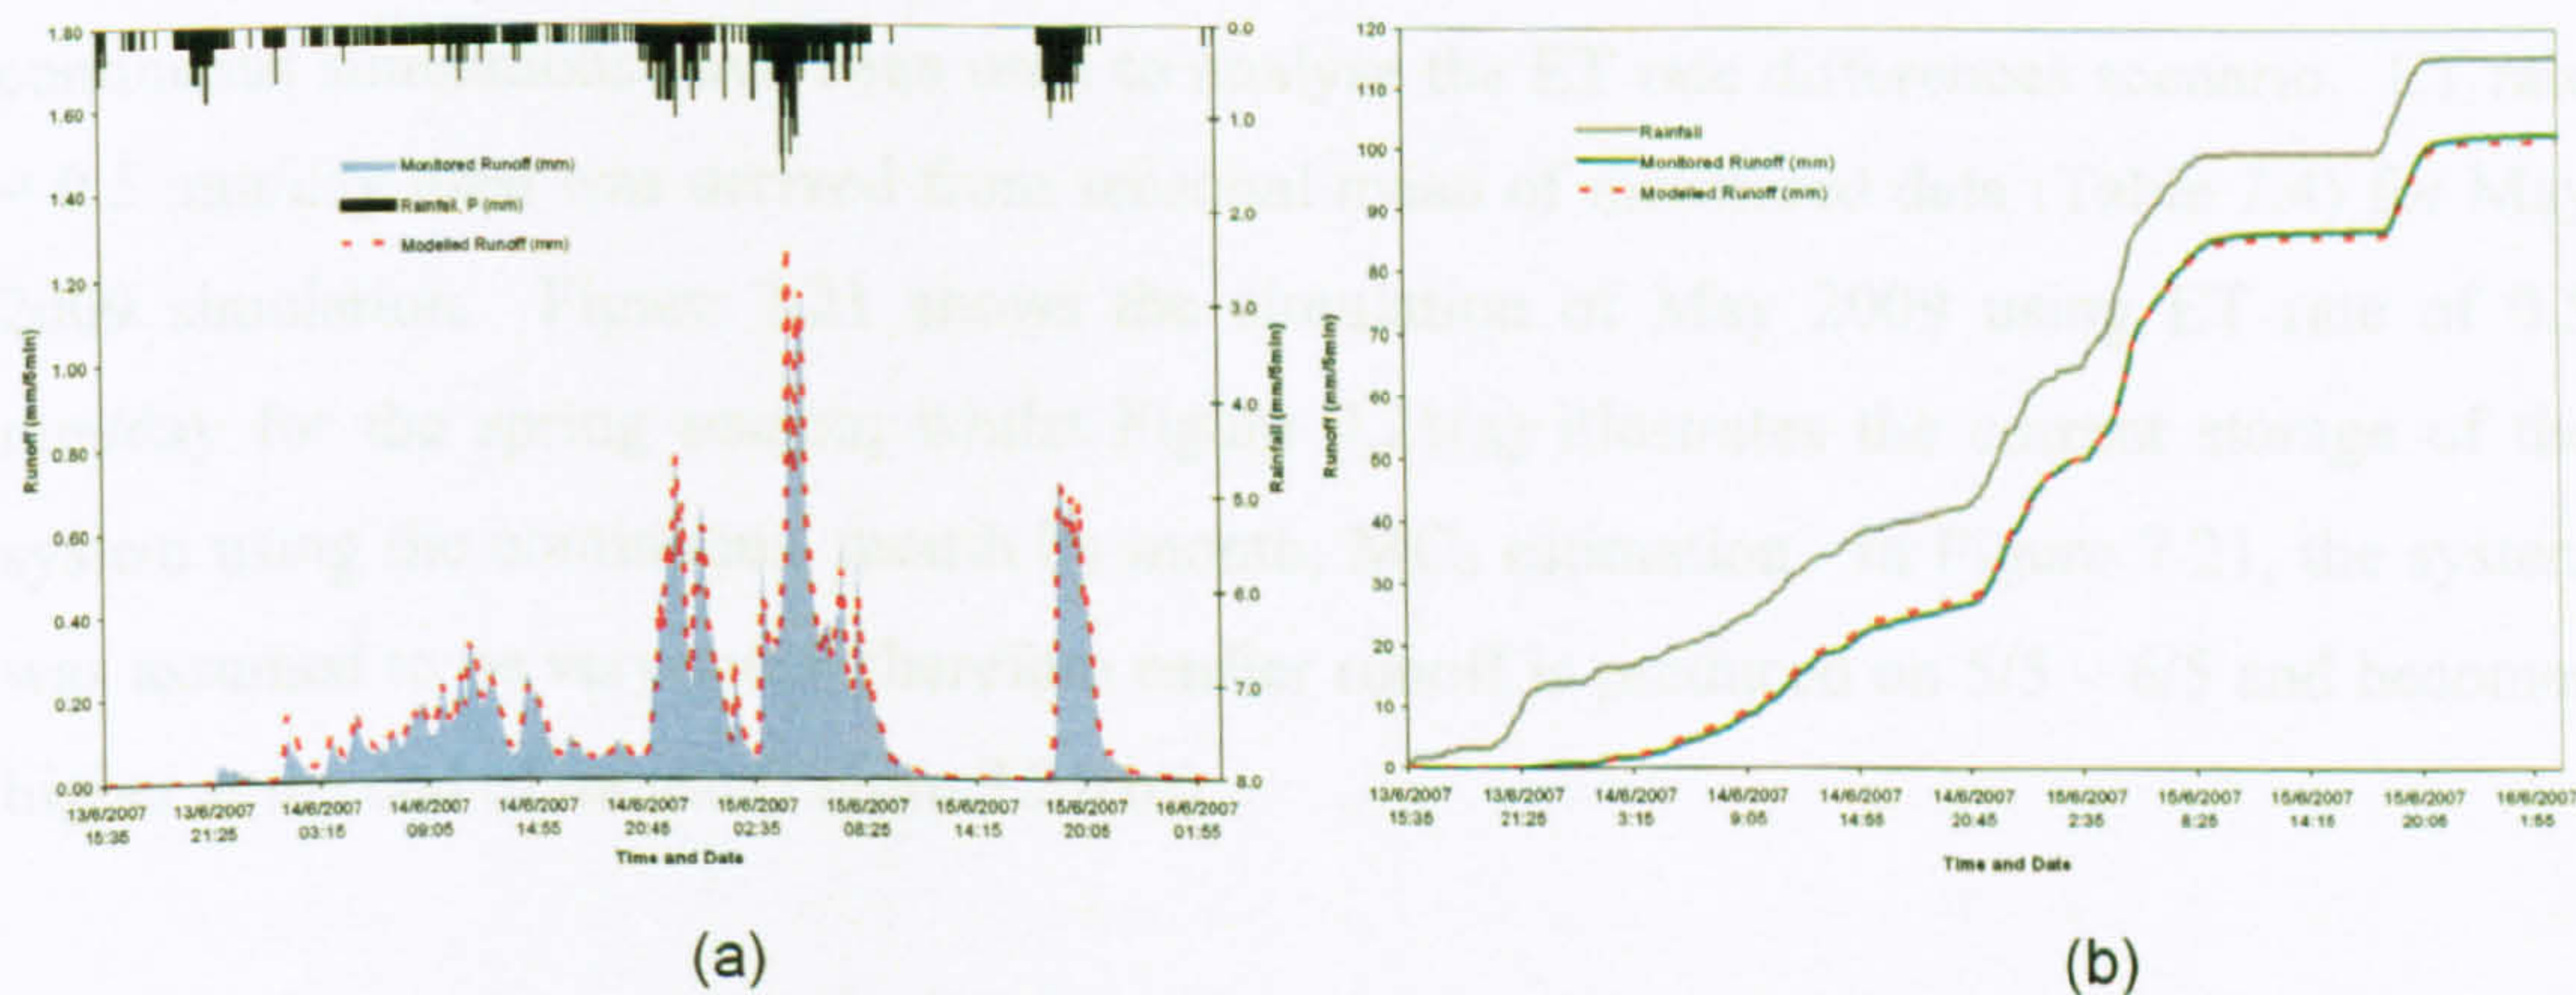 1.80
1.60
1.40
1.20
1.00
0.80
0.60
0.40
0.20
0.00
Runoff (mm/5min)
Monitored Runoff (mm)
Rainfall, P (mm)
Modelled Runoff (mm)
0.0
1.0
2.0
3.0
4.0
5.0
6.0
7.0
8.0
Rainfall (mm/5min)
13/6/2007 13/6/2007 14/6/2007 14/6/2007 14/6/2007 14/6/2007 15/6/2007 15/6/2007 15/6/2007 15/6/2007 16/6/2007
15:35 21:25 03:15 09:05 14:55 20:45 02:35 08:25 14:15 20:05 01:55
Time and Date
(a)
120
110
100
90
80
70
60
50
40
30
20
10
0
Runoff (mm/5min)
Rainfall
Monitored Runoff (mm)
Modelled Runoff (mm)
13/6/2007 13/6/2007 14/6/2007 14/6/2007 14/6/2007 14/6/2007 15/6/2007 15/6/2007 15/6/2007 15/6/2007 16/6/2007
15:35 21:25 3:15 9:05 14:55 20:45 2:35 8:25 14:15 20:05 1:55
Time and Date
(b)